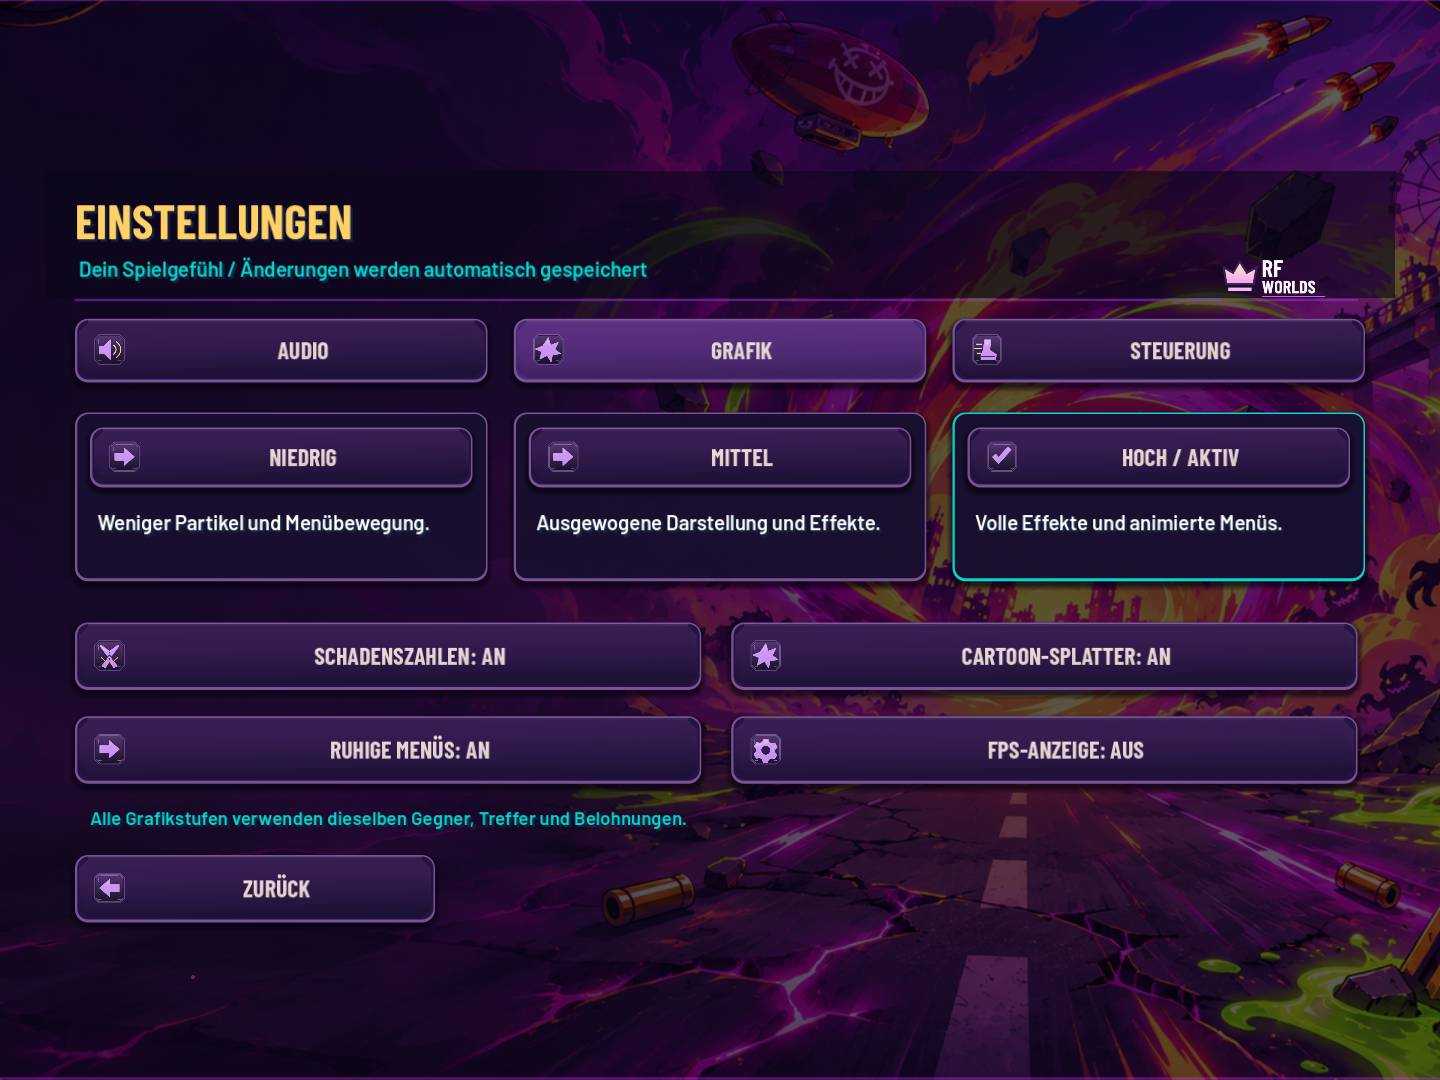 EINSTELLUNGEN
Dein Spielgefühl / Änderungen werden automatisch gespeichert
RF
WORLDS
AUDIO
GRAFIK
STEUERUNG
NIEDRIG
MITTEL
HOCH / AKTIV
Weniger Partikel und Menübewegung.
Ausgewogene Darstellung und Effekte.
Volle Effekte und animierte Menüs.
SCHADENSZAHLEN: AN
CARTOON-SPLATTER: AN
RUHIGE MENÜS: AN
FPS-ANZEIGE: AUS
Alle Grafikstufen verwenden dieselben Gegner, Treffer und Belohnungen.
ZURÜCK